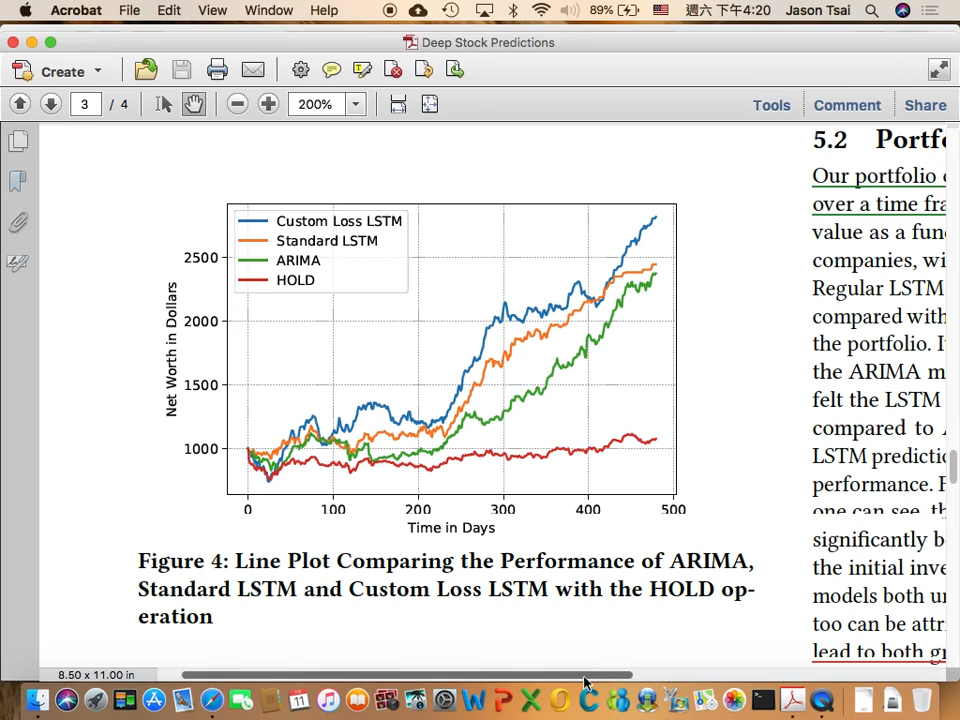 Acrobat File Edit View Window Help 89% 週六 下午4:20 Jason Tsai
Deep Stock Predictions
Create
3 / 4 200% Tools Comment Share
Custom Loss LSTM
Standard LSTM
ARIMA
HOLD
2500
2000
1500
1000
Net Worth in Dollars
0 100 200 300 400 500
Time in Days
Figure 4: Line Plot Comparing the Performance of ARIMA,
Standard LSTM and Custom Loss LSTM with the HOLD op-
eration
5.2 Portfo
Our portfolio
over a time fra
value as a fun
companies, wi
Regular LSTM
compared with
the portfolio. I
the ARIMA m
felt the LSTM
compared to
LSTM predictio
performance. F
one can see, th
significantly b
the initial inve
models both u
too can be attr
lead to both gr
8.50 x 11.00 in
11